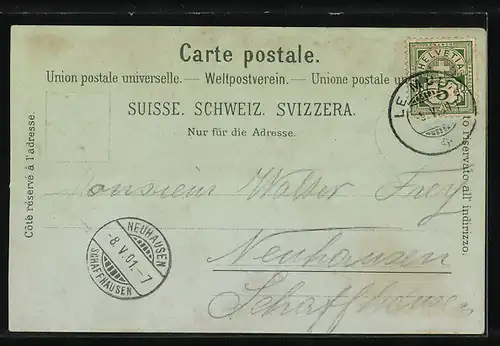 Carte postale.
Union postale universelle. — Weltpostverein. — Unione postale
SUISSE. SCHWEIZ. SVIZZERA.
Nur für die Adresse.
Côté réservé à l'adresse.
to riservato all' indirizzo.
HELVETIA
5
Monsieur Walter Frey
Neuhausen
Schaffhausen
NEUHAUSEN
-8.V.01.-7
SCHAFFHAUSEN